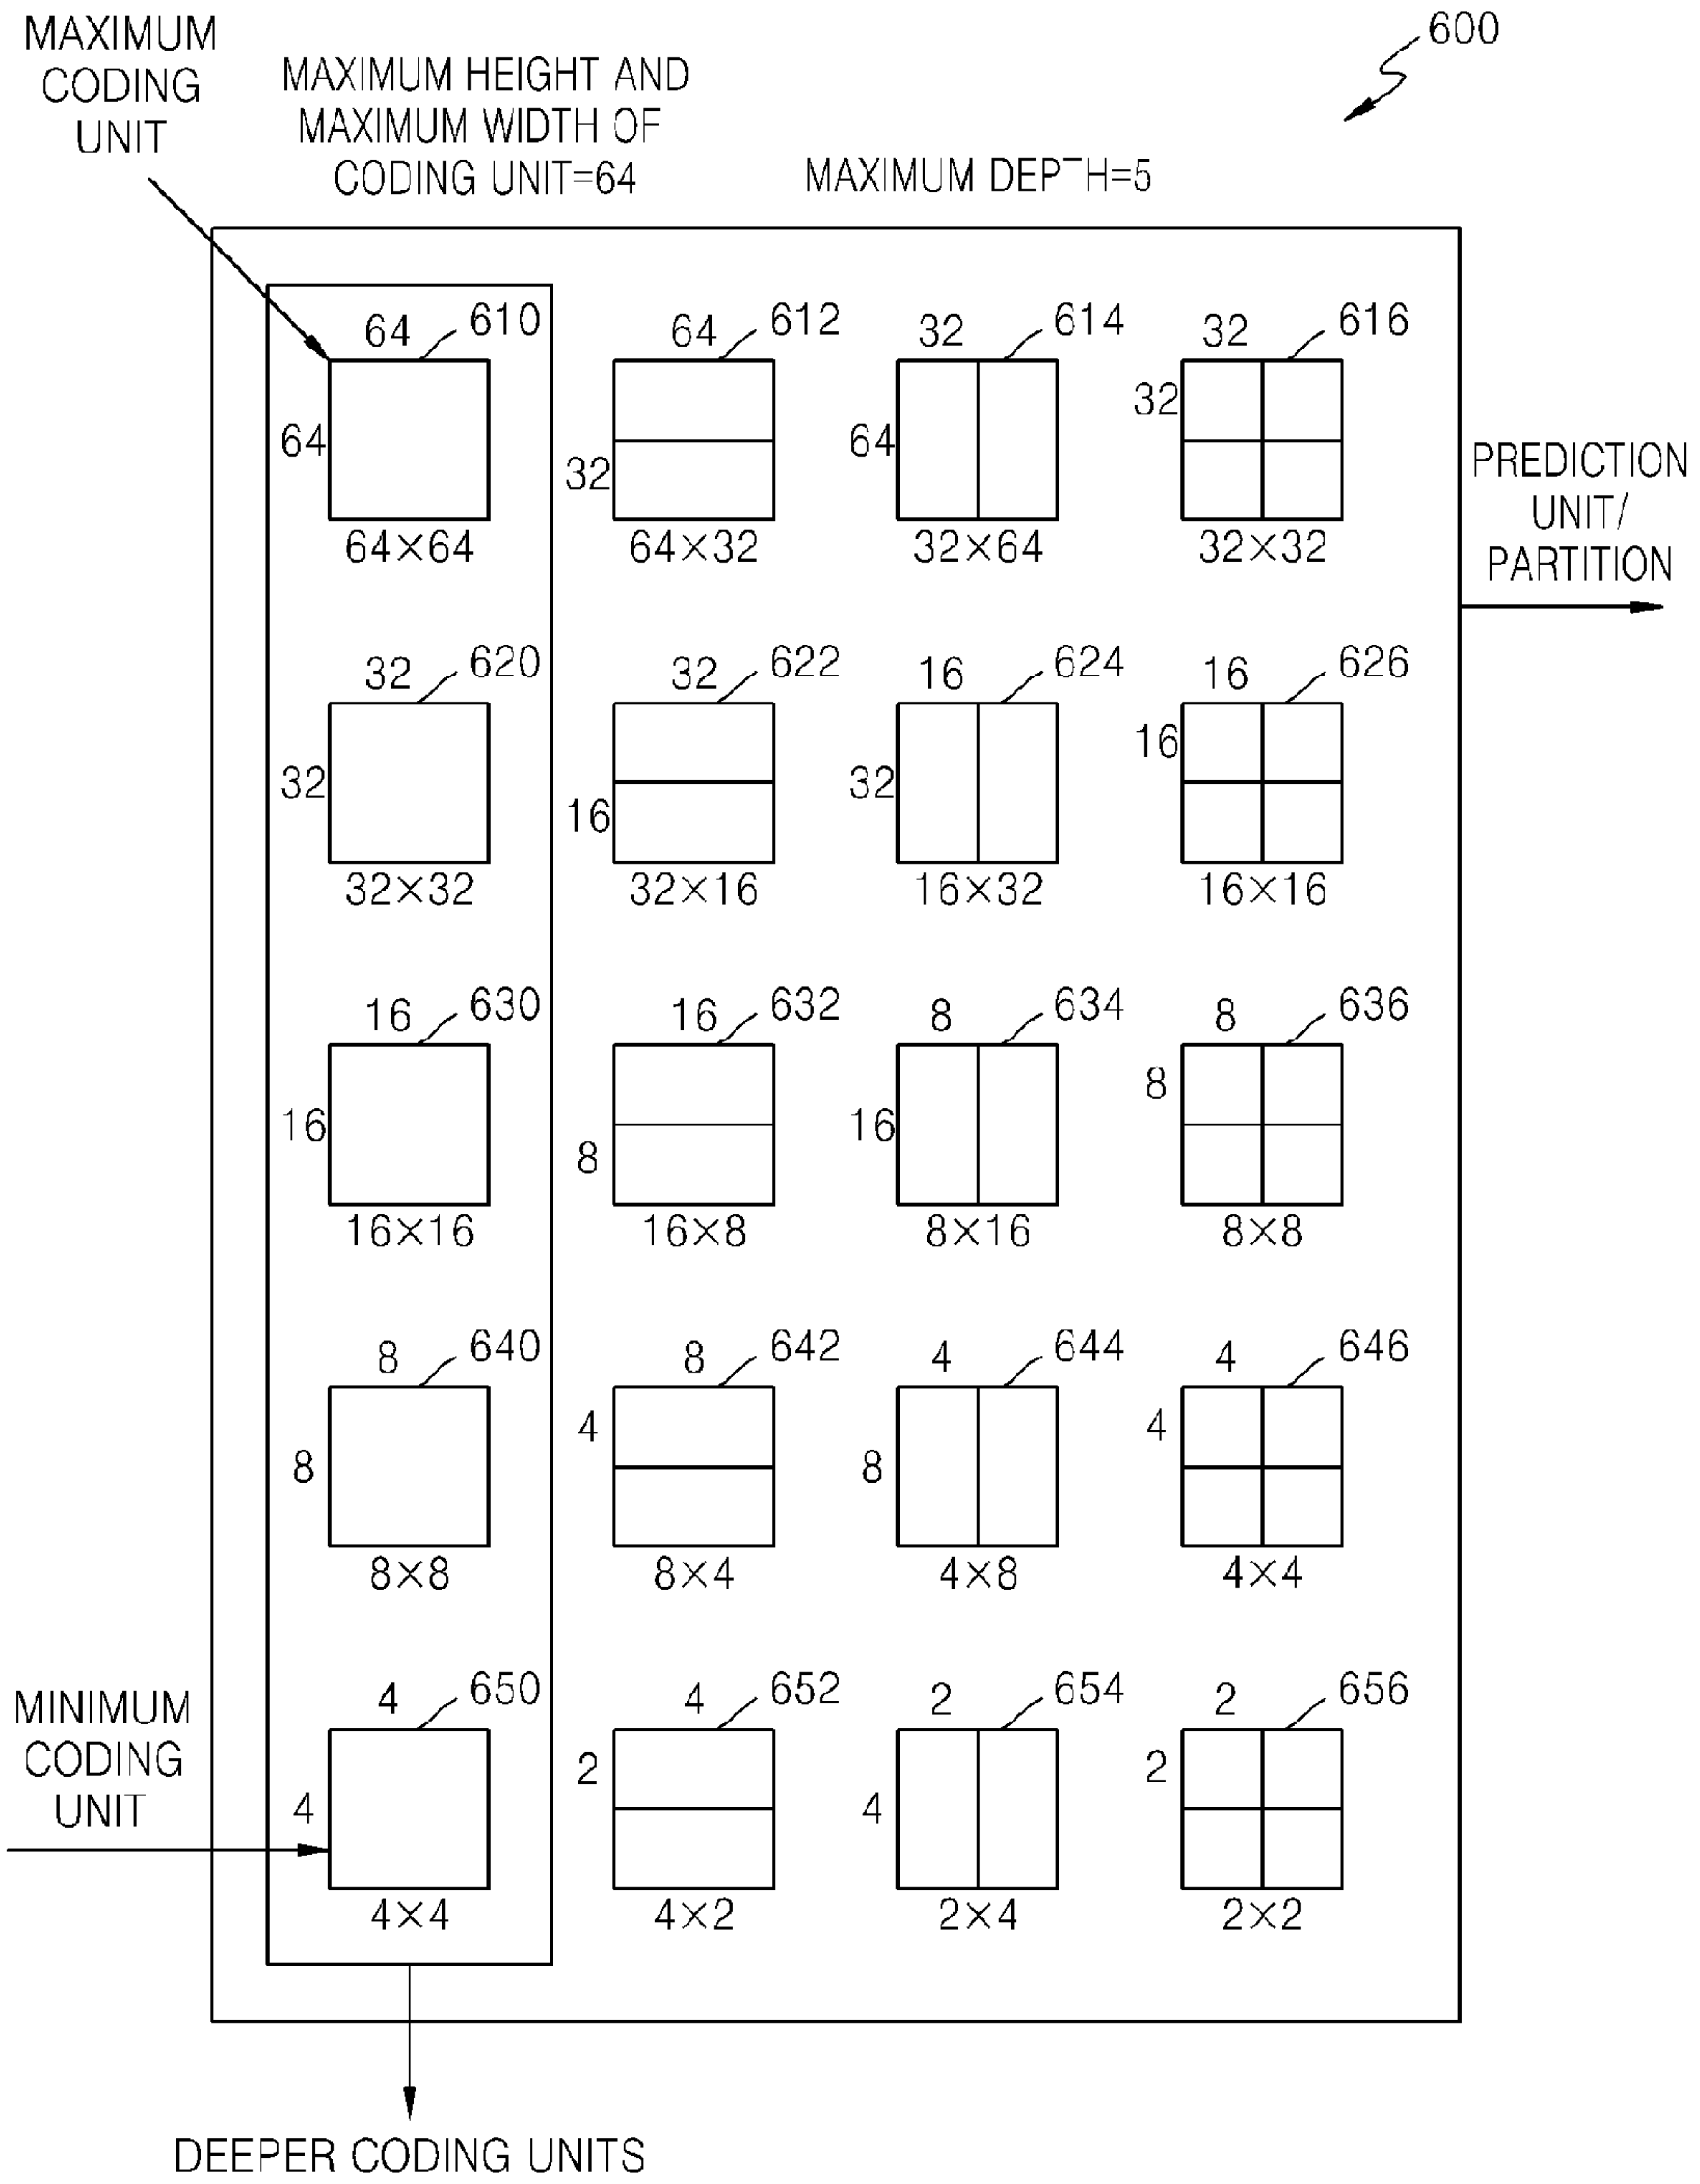 600
MAXIMUM
CODING
UNIT
MAXIMUM HEIGHT AND
MAXIMUM WIDTH OF
CODING UNIT=64
MAXIMUM DEPTH=5
64 610 64 612 32 614 32 616
64 32 64 32
64×64 64×32 32×64 32×32
PREDICTION
UNIT/
PARTITION
32 620 32 622 16 624 16 626
32 16 32 16
32×32 32×16 16×32 16×16
16 630 16 632 8 634 8 636
16 8 16 8
16×16 16×8 8×16 8×8
8 640 8 642 4 644 4 646
8 4 8 4
8×8 8×4 4×8 4×4
MINIMUM
CODING
UNIT
4 650 4 652 2 654 2 656
4 2 4 2
4×4 4×2 2×4 2×2
DEEPER CODING UNITS